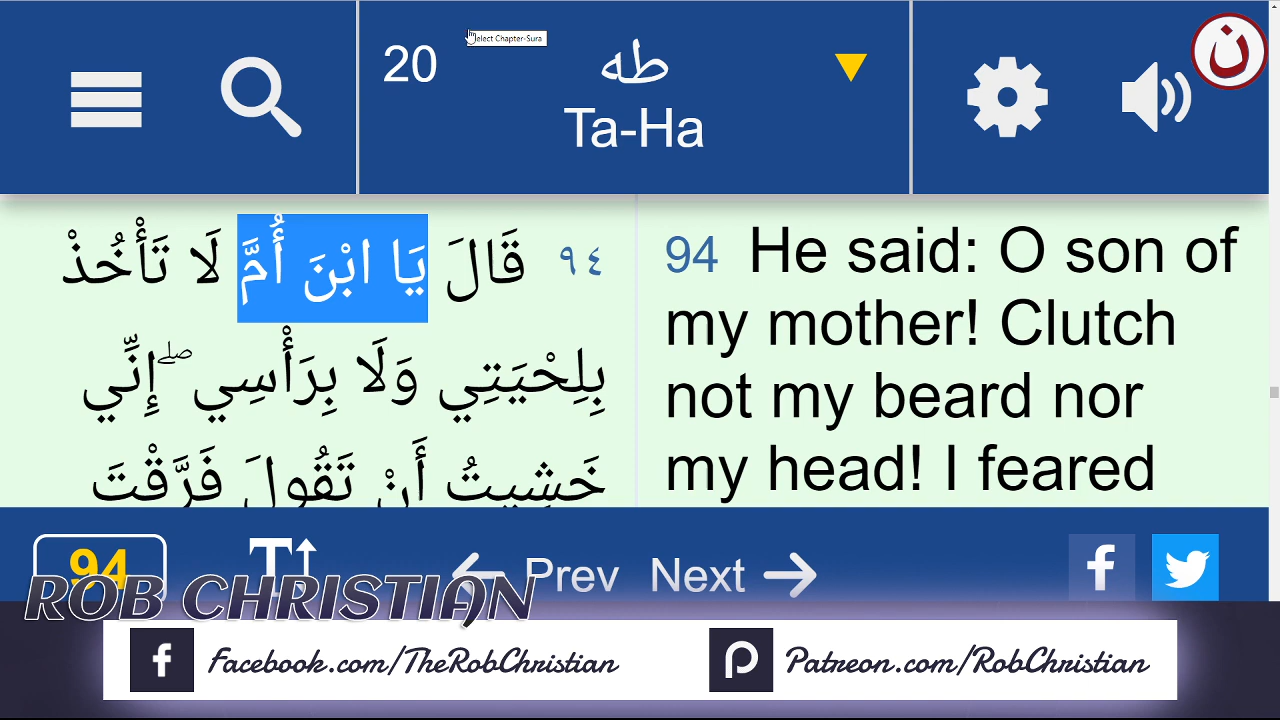 Select Chapter-Sura
20
طه
Ta-Ha
ن
٩٤ قَالَ يَا ابْنَ أُمَّ لَا تَأْخُذْ
بِلِحْيَتِي وَلَا بِرَأْسِي ۖ إِنِّي
خَشِيتُ أَنْ تَقُولَ فَرَّقْتَ
94 He said: O son of
my mother! Clutch
not my beard nor
my head! I feared
94
T
Prev Next
ROB CHRISTIAN
Facebook.com/TheRobChristian
Patreon.com/RobChristian